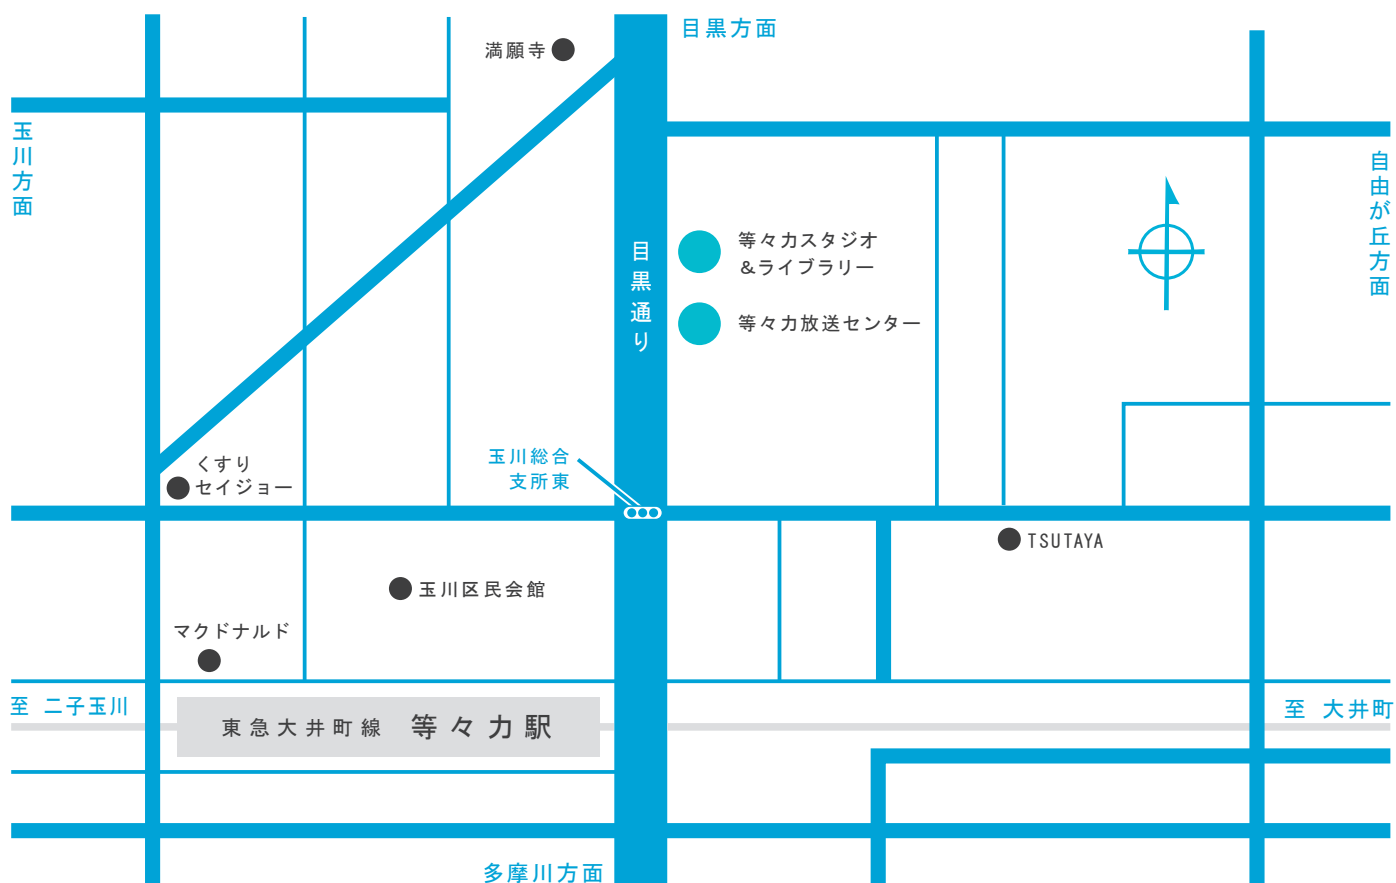 目黒方面
満願寺
玉川方面
自由が丘方面
目黒通り
等々力スタジオ
&ライブラリー
等々力放送センター
玉川総合
支所東
くすり
セイジョー
TSUTAYA
玉川区民会館
マクドナルド
至 二子玉川
至 大井町
東急大井町線 等々力駅
多摩川方面